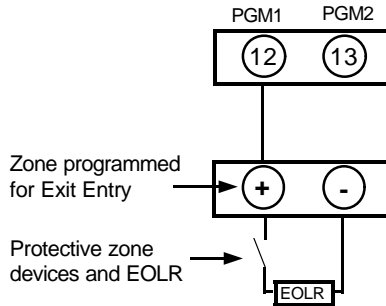 PGM1 PGM2
12 13
Zone programmed
for Exit Entry
+ -
Protective zone
devices and EOLR
EOLR